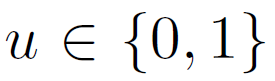 u ∈ {0, 1}